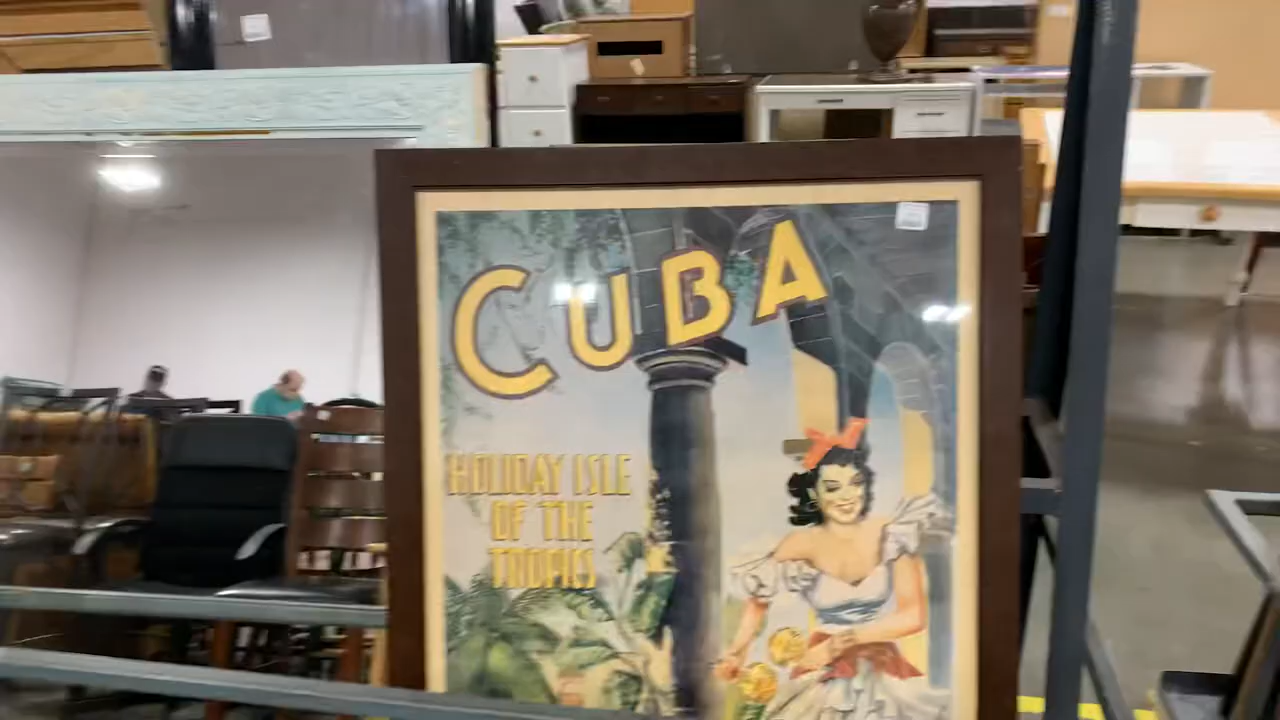 CUBA
HOLIDAY ISLE
OF THE
TROPICS